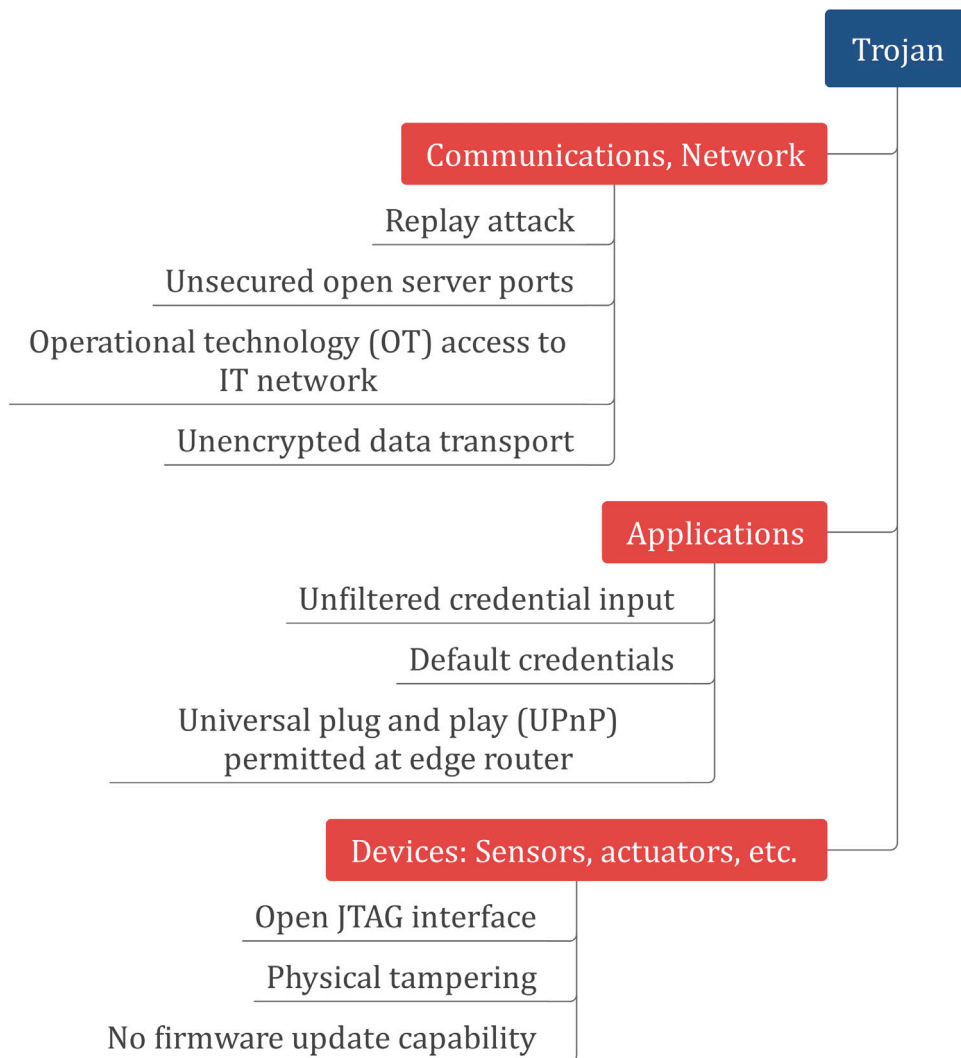 Trojan
Communications, Network
Replay attack
Unsecured open server ports
Operational technology (OT) access to
IT network
Unencrypted data transport
Applications
Unfiltered credential input
Default credentials
Universal plug and play (UPnP)
permitted at edge router
Devices: Sensors, actuators, etc.
Open JTAG interface
Physical tampering
No firmware update capability